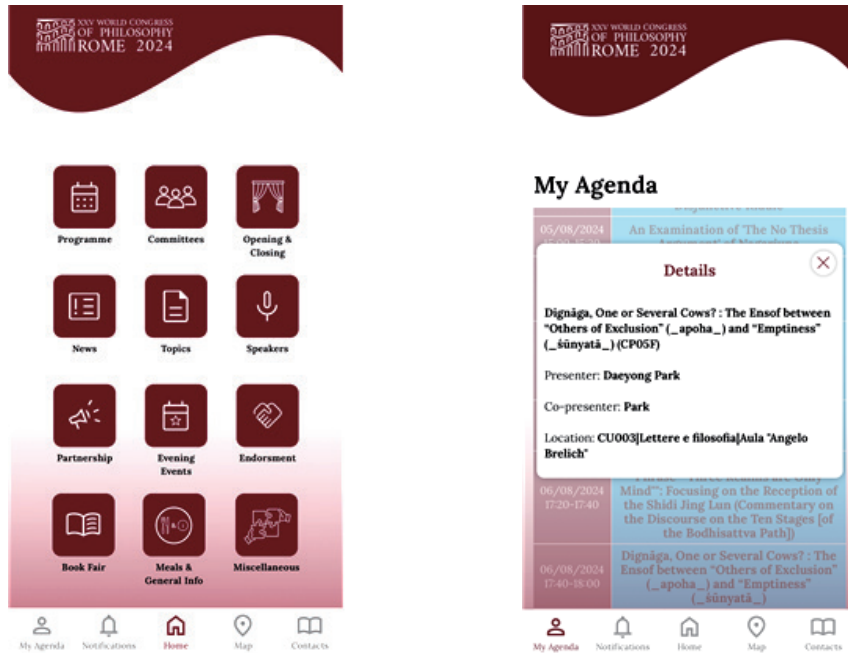 XXV WORLD CONGRESS
OF PHILOSOPHY
ROME 2024
Programme
Committees
Opening &
Closing
News
Topics
Speakers
Partnership
Evening
Events
Endorsment
Book Fair
Meals &
General Info
Miscellaneous
My Agenda
Notifications
Home
Map
Contacts
XXV WORLD CONGRESS
OF PHILOSOPHY
ROME 2024
My Agenda
05/08/2024
An Examination of 'The No Thesis
Details
Dignāga, One or Several Cows? : The Ensof between
“Others of Exclusion” (_apoha_) and “Emptiness”
(_śūnyatā_) (CP05F)
Presenter: Daeyong Park
Co-presenter: Park
Location: CU003|Lettere e filosofia|Aula "Angelo
Brelich"
06/08/2024
17:20-17:40
Phrase "Three Realms are Only
Mind"": Focusing on the Reception of
the Shidi Jing Lun (Commentary on
the Discourse on the Ten Stages [of
the Bodhisattva Path])
06/08/2024
17:40-18:00
Dignāga, One or Several Cows? : The
Ensof between “Others of Exclusion”
(_apoha_) and “Emptiness”
(_śūnyatā_)
My Agenda
Notifications
Home
Map
Contacts